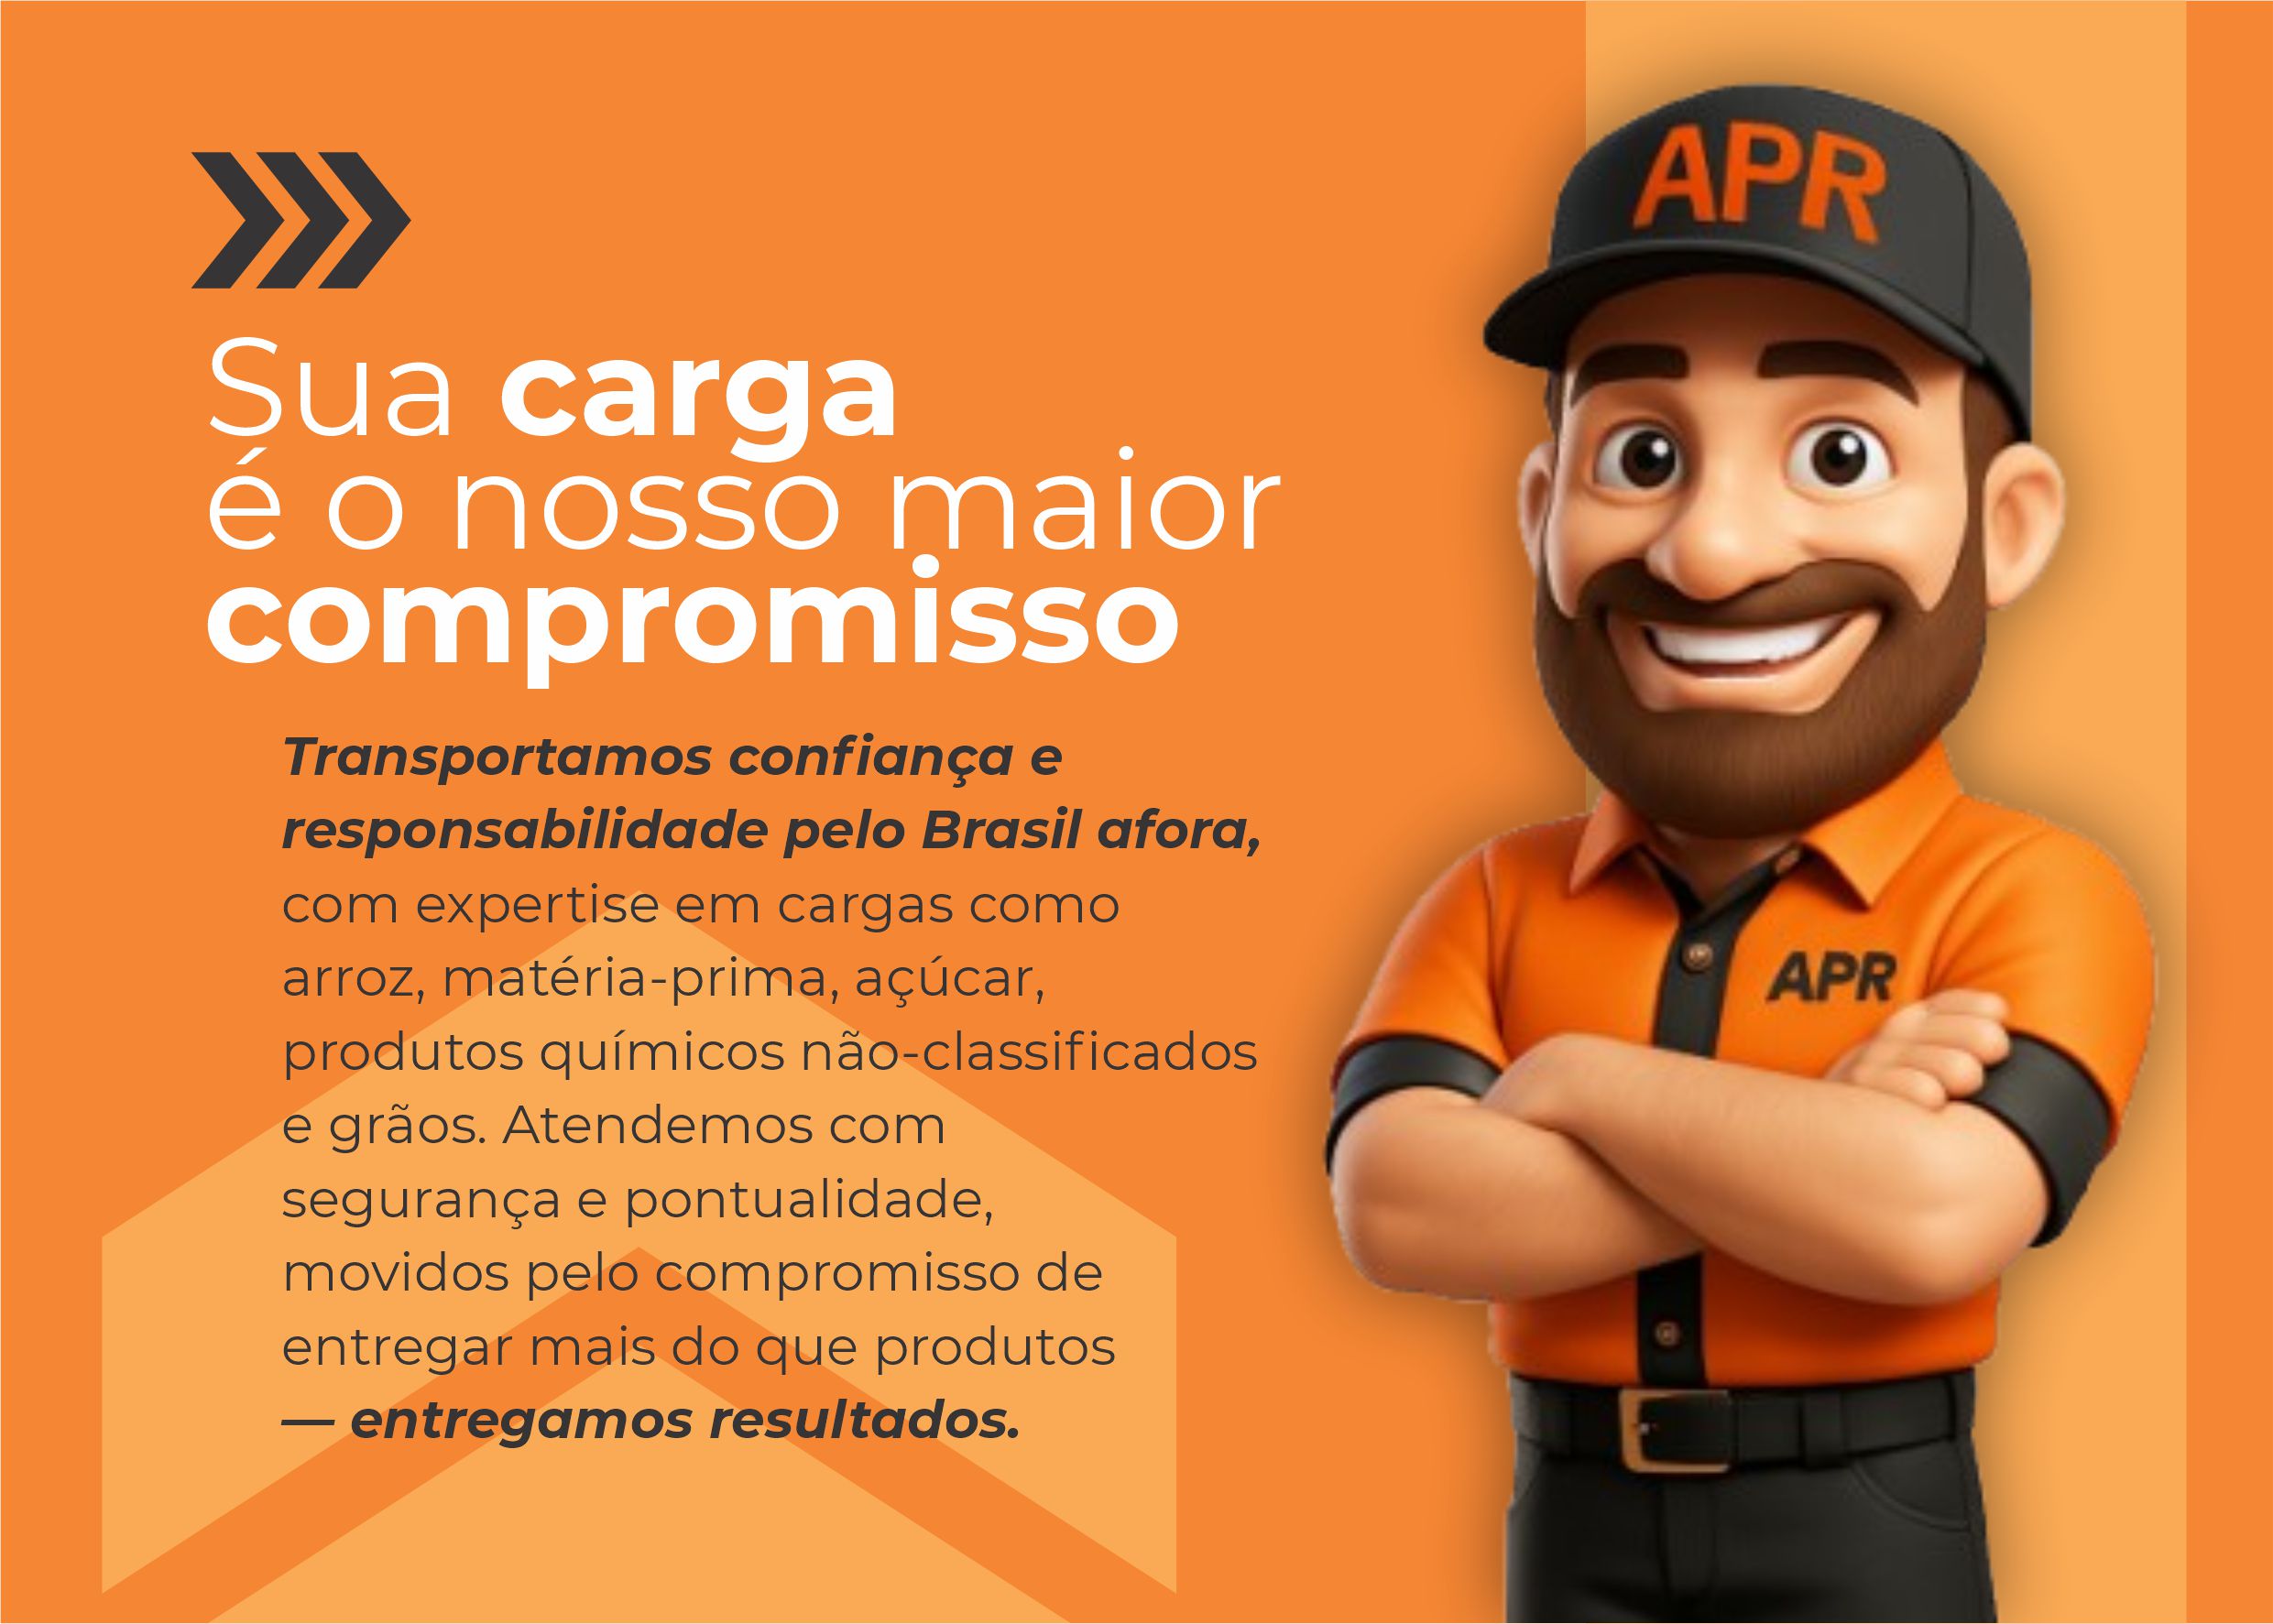 APR
Sua carga
é o nosso maior
compromisso
Transportamos confiança e
responsabilidade pelo Brasil afora,
com expertise em cargas como
arroz, matéria-prima, açúcar,
produtos químicos não-classificados
e grãos. Atendemos com
segurança e pontualidade,
movidos pelo compromisso de
entregar mais do que produtos
— entregamos resultados.
APR